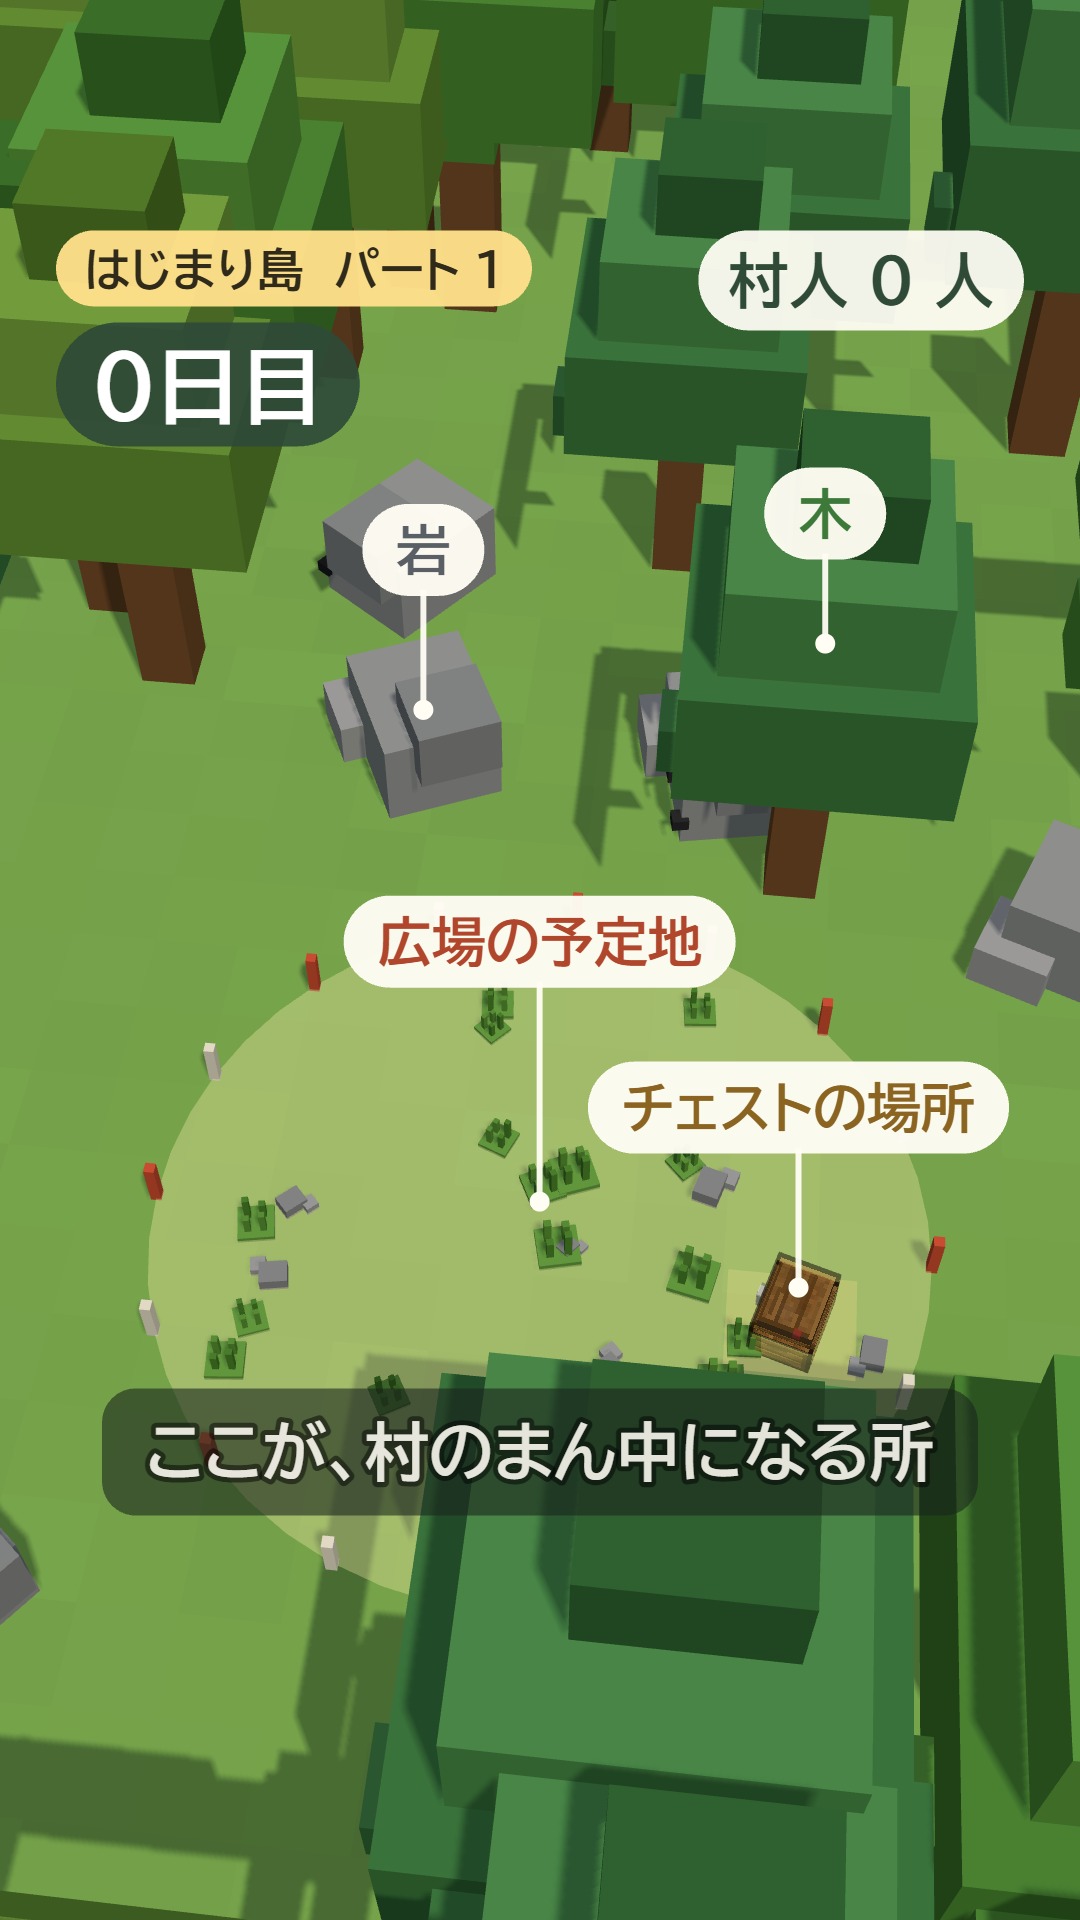 はじまり島 パート 1
村人 0 人
0日目
木
岩
広場の予定地
チェストの場所
ここが、村のまん中になる所